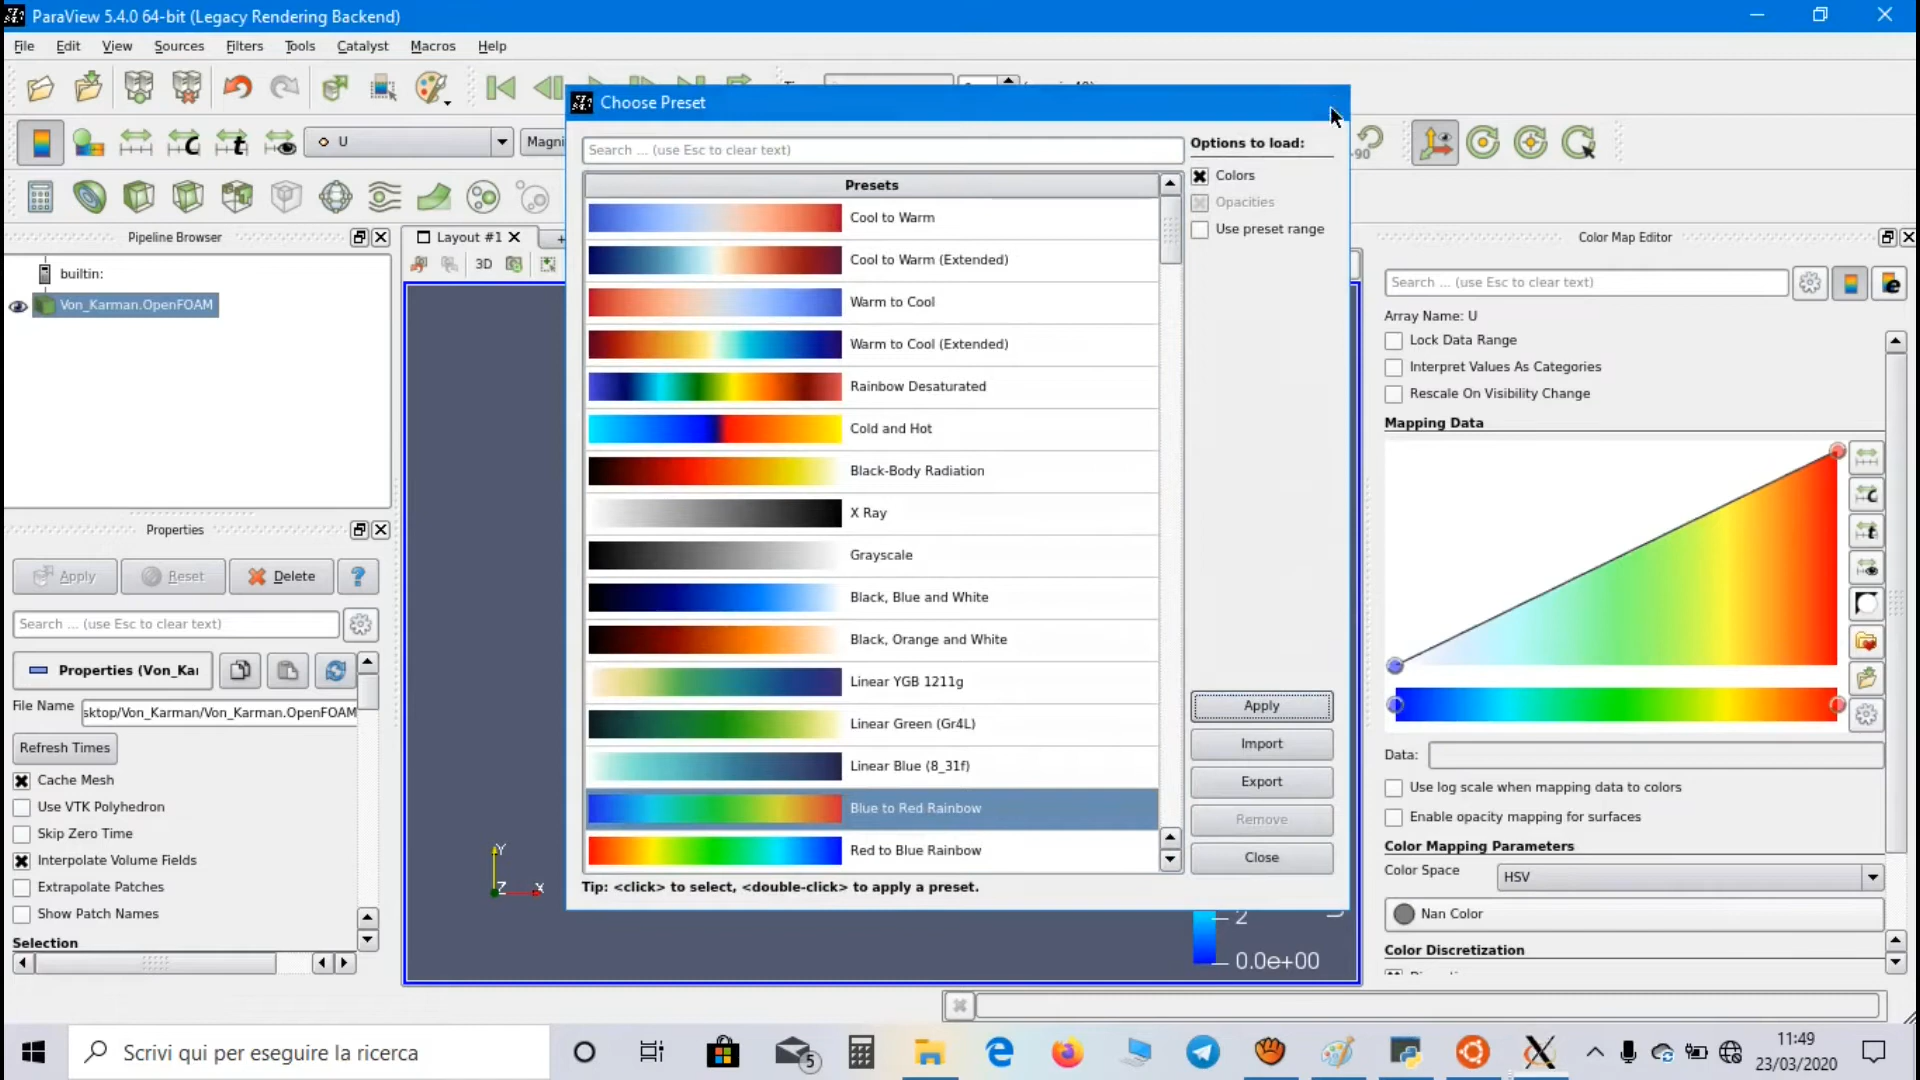 ParaView 5.4.0 64-bit (Legacy Rendering Backend)
File Edit View Sources Filters Tools Catalyst Macros Help
Choose Preset
U
Magni
-90
Search ... (use Esc to clear text)
Options to load:
Presets
Colors
Opacities
Use preset range
Cool to Warm
Cool to Warm (Extended)
Warm to Cool
Warm to Cool (Extended)
Rainbow Desaturated
Cold and Hot
Black-Body Radiation
X Ray
Grayscale
Black, Blue and White
Black, Orange and White
Linear YGB 1211g
Linear Green (Gr4L)
Linear Blue (8_31f)
Blue to Red Rainbow
Red to Blue Rainbow
Tip: <click> to select, <double-click> to apply a preset.
Apply
Import
Export
Remove
Close
Pipeline Browser
builtin:
Von_Karman.OpenFOAM
Layout #1
3D
Properties
Apply
Reset
Delete
?
Search ... (use Esc to clear text)
Properties (Von_Kar
File Name
sktop/Von_Karman/Von_Karman.OpenFOAM
Refresh Times
Cache Mesh
Use VTK Polyhedron
Skip Zero Time
Interpolate Volume Fields
Extrapolate Patches
Show Patch Names
Selection
Y
Z
X
2
0.0e+00
Color Map Editor
Search ... (use Esc to clear text)
Array Name: U
Lock Data Range
Interpret Values As Categories
Rescale On Visibility Change
Mapping Data
Data:
Use log scale when mapping data to colors
Enable opacity mapping for surfaces
Color Mapping Parameters
Color Space
HSV
Nan Color
Color Discretization
Scrivi qui per eseguire la ricerca
5
11:49
23/03/2020